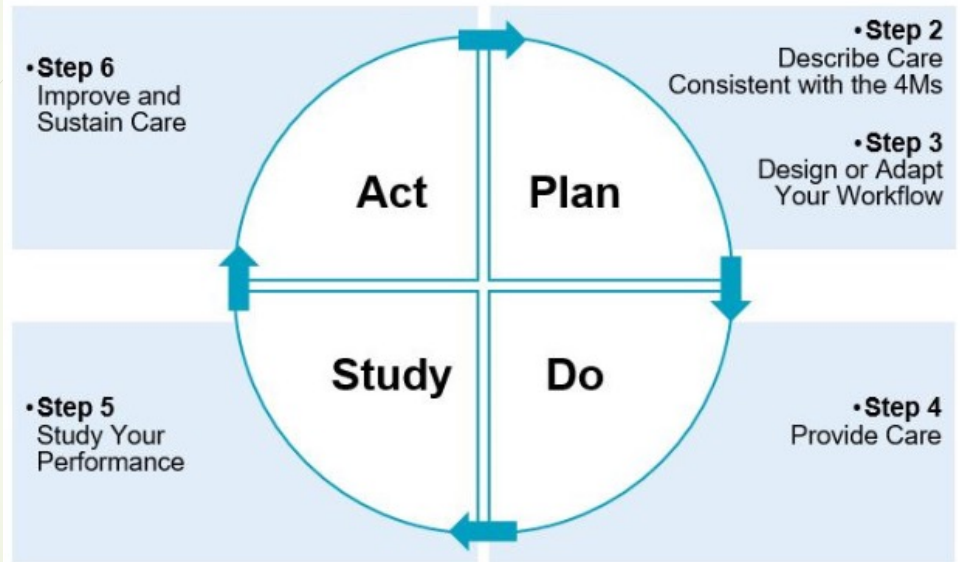 •Step 6
Improve and
Sustain Care
Act
Plan
•Step 2
Describe Care
Consistent with the 4Ms
•Step 3
Design or Adapt
Your Workflow
Study
Do
•Step 5
Study Your
Performance
•Step 4
Provide Care